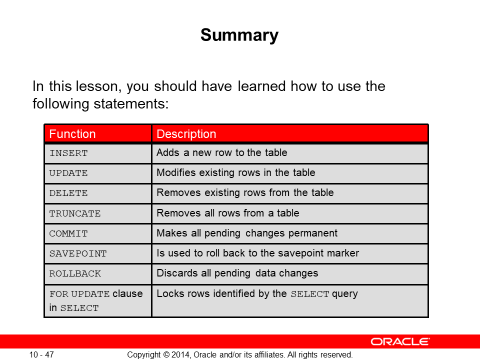 Summary
In this lesson, you should have learned how to use the
following statements:
Function Description
INSERT Adds a new row to the table
UPDATE Modifies existing rows in the table
DELETE Removes existing rows from the table
TRUNCATE Removes all rows from a table
COMMIT Makes all pending changes permanent
SAVEPOINT Is used to roll back to the savepoint marker
ROLLBACK Discards all pending data changes
FOR UPDATE clause Locks rows identified by the SELECT query
in SELECT
ORACLE
10 - 47 Copyright © 2014, Oracle and/or its affiliates. All rights reserved.